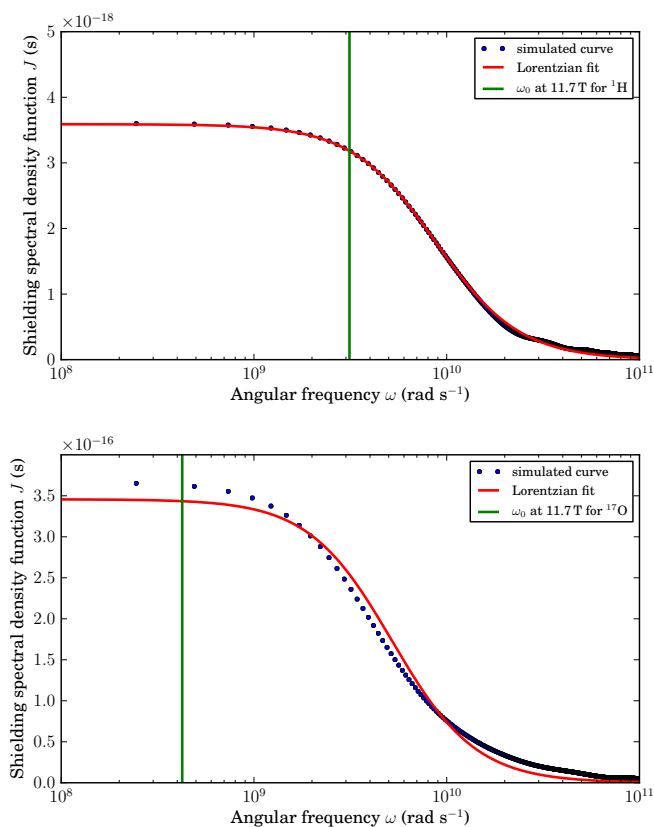 ×10⁻¹⁸
5
4
3
2
1
0
10⁸
10⁹
10¹⁰
10¹¹
Shielding spectral density function J (s)
Angular frequency ω (rad s⁻¹)
simulated curve
Lorentzian fit
ω₀ at 11.7T for ¹H
×10⁻¹⁶
3.5
3.0
2.5
2.0
1.5
1.0
0.5
0.0
10⁸
10⁹
10¹⁰
10¹¹
Shielding spectral density function J (s)
Angular frequency ω (rad s⁻¹)
simulated curve
Lorentzian fit
ω₀ at 11.7T for ¹⁷O